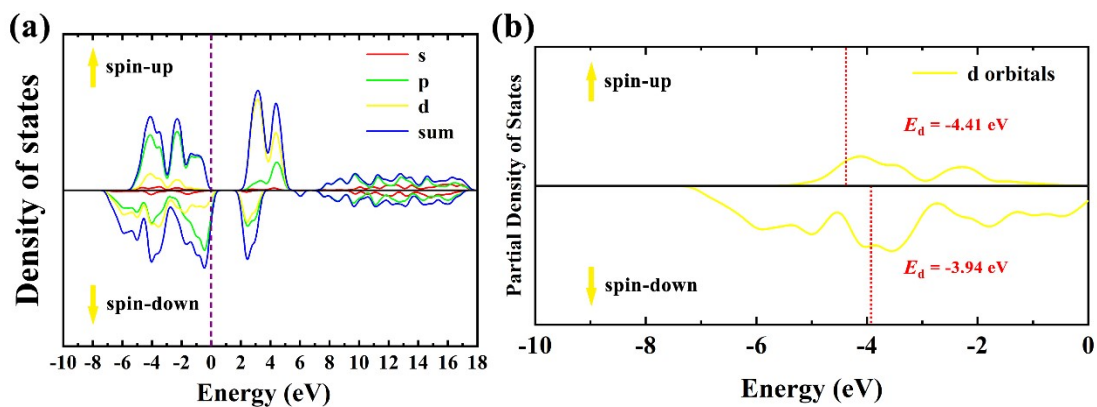 (a)
Density of states
spin-up
spin-down
s
p
d
sum
-10 -8 -6 -4 -2 0 2 4 6 8 10 12 14 16 18
Energy (eV)
(b)
Partial Density of States
spin-up
spin-down
d orbitals
Ed = -4.41 eV
Ed = -3.94 eV
-10 -8 -6 -4 -2 0
Energy (eV)